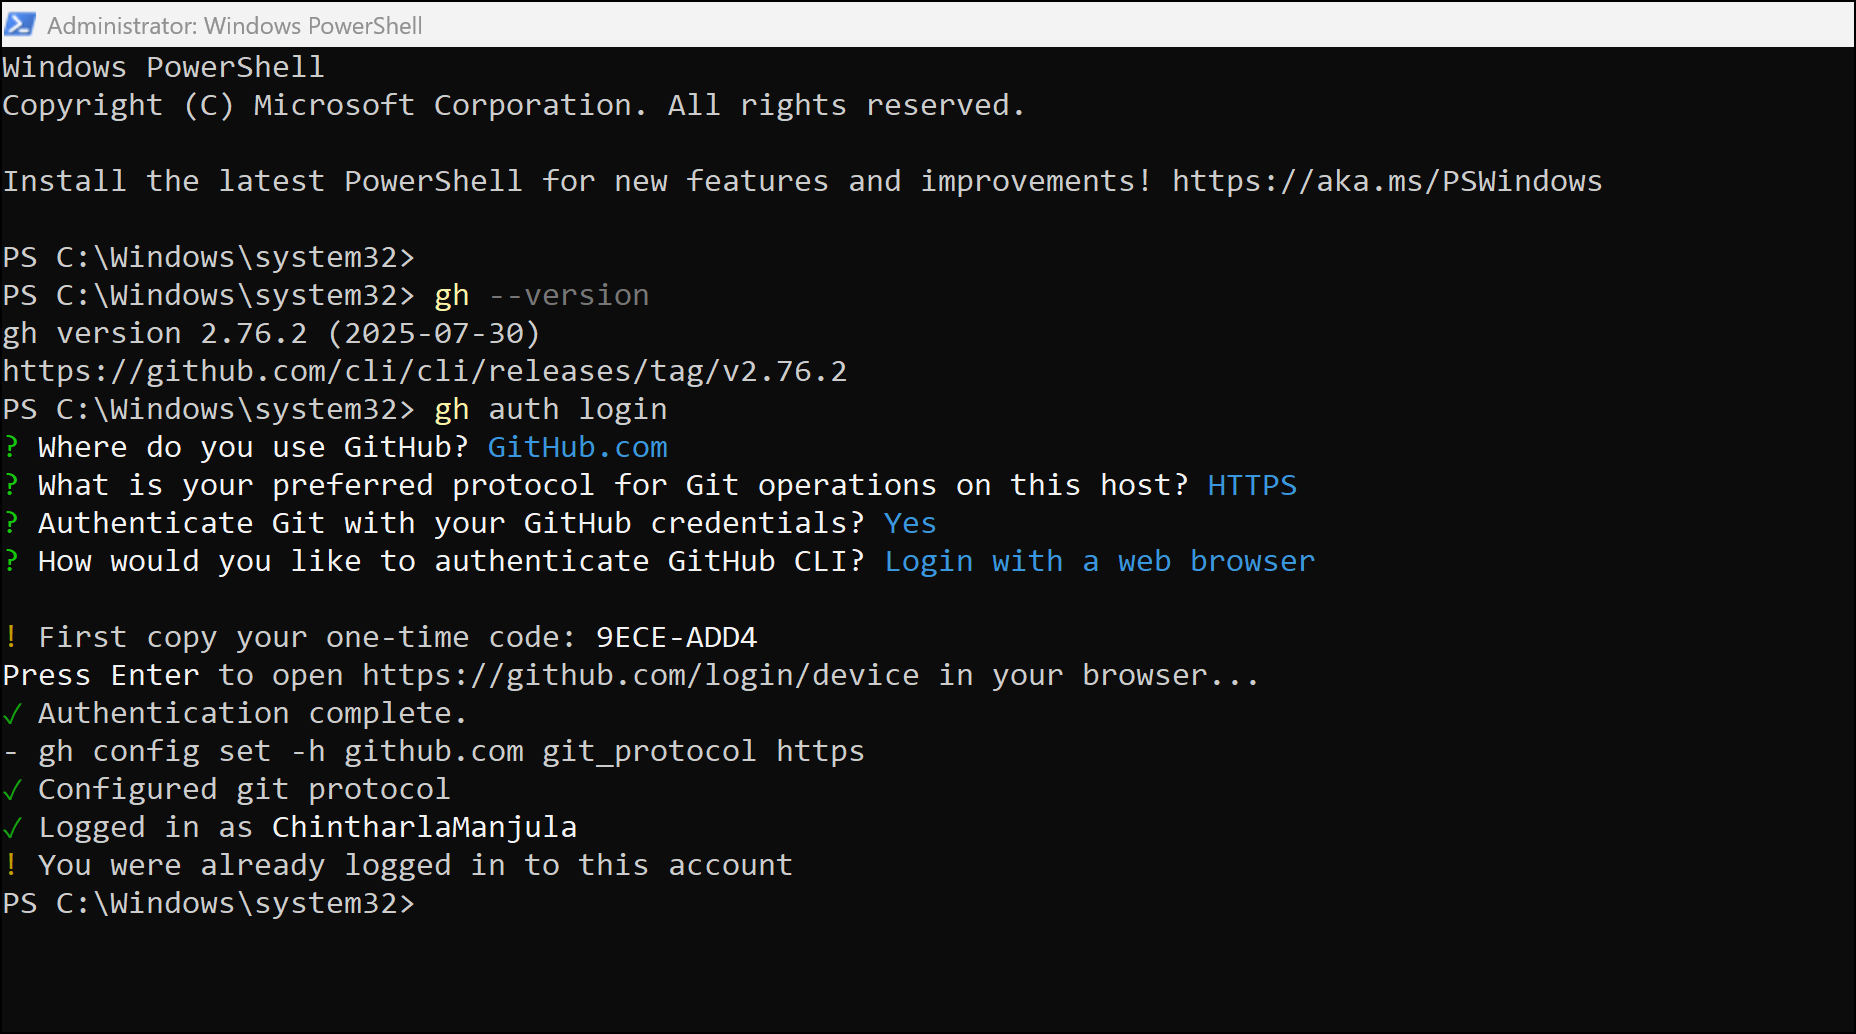 Administrator: Windows PowerShell
Windows PowerShell
Copyright (C) Microsoft Corporation. All rights reserved.
Install the latest PowerShell for new features and improvements! https://aka.ms/PSWindows
PS C:\Windows\system32>
PS C:\Windows\system32> gh --version
gh version 2.76.2 (2025-07-30)
https://github.com/cli/cli/releases/tag/v2.76.2
PS C:\Windows\system32> gh auth login
? Where do you use GitHub? GitHub.com
? What is your preferred protocol for Git operations on this host? HTTPS
? Authenticate Git with your GitHub credentials? Yes
? How would you like to authenticate GitHub CLI? Login with a web browser
! First copy your one-time code: 9ECE-ADD4
Press Enter to open https://github.com/login/device in your browser...
✓ Authentication complete.
- gh config set -h github.com git_protocol https
✓ Configured git protocol
✓ Logged in as ChintharlaManjula
! You were already logged in to this account
PS C:\Windows\system32>